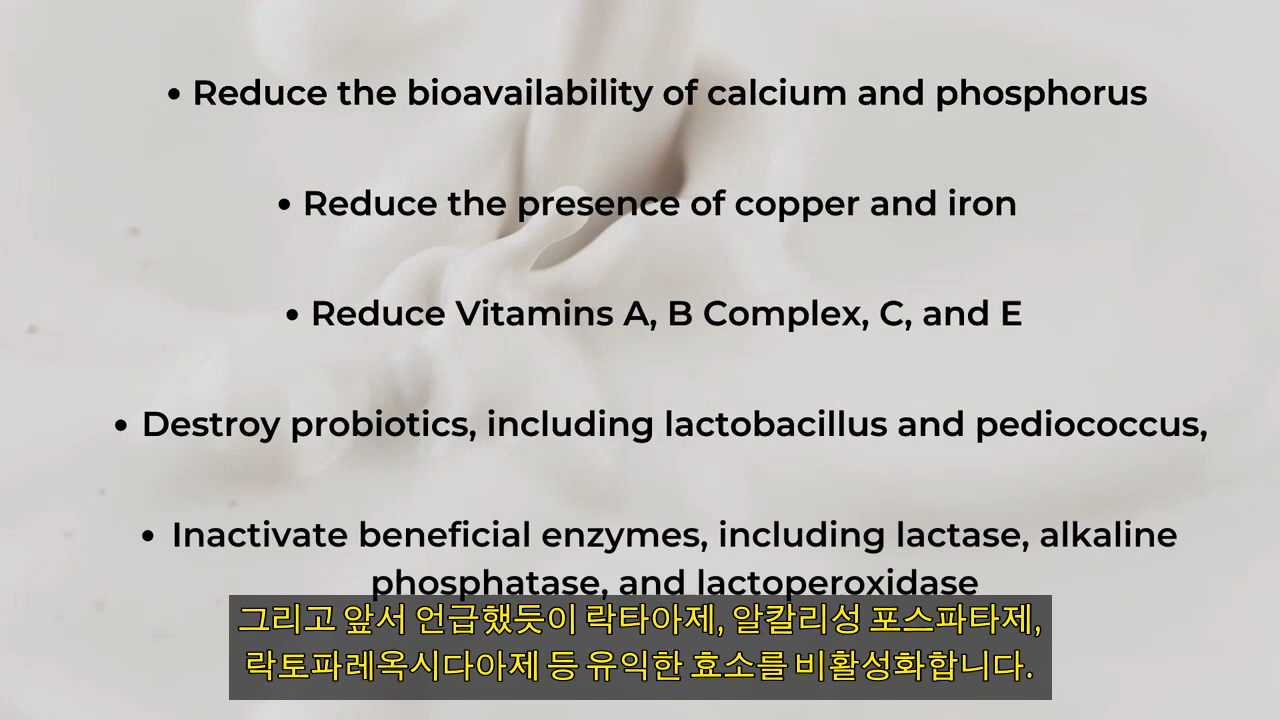 • Reduce the bioavailability of calcium and phosphorus
• Reduce the presence of copper and iron
• Reduce Vitamins A, B Complex, C, and E
• Destroy probiotics, including lactobacillus and pediococcus,
• Inactivate beneficial enzymes, including lactase, alkaline
phosphatase, and lactoperoxidase
그리고 앞서 언급했듯이 락타아제, 알칼리성 포스파타제,
락토파레옥시다아제 등 유익한 효소를 비활성화합니다.